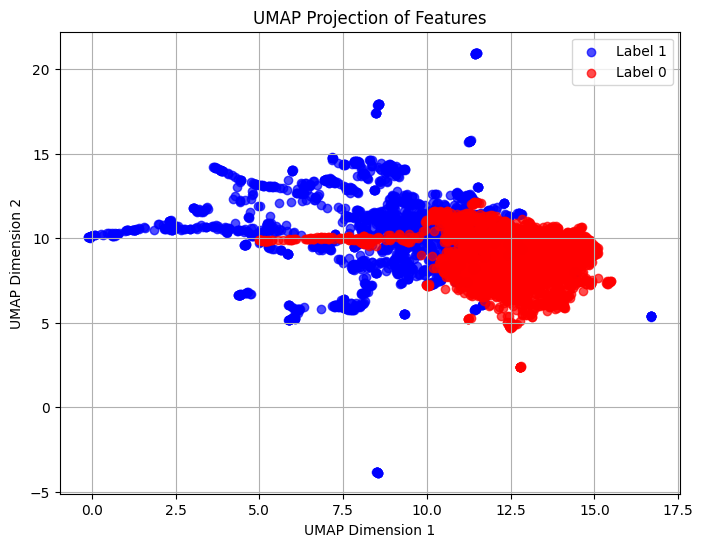 UMAP Projection of Features
Label 1
Label 0
UMAP Dimension 2
20
15
10
5
0
−5
0.0 2.5 5.0 7.5 10.0 12.5 15.0 17.5
UMAP Dimension 1